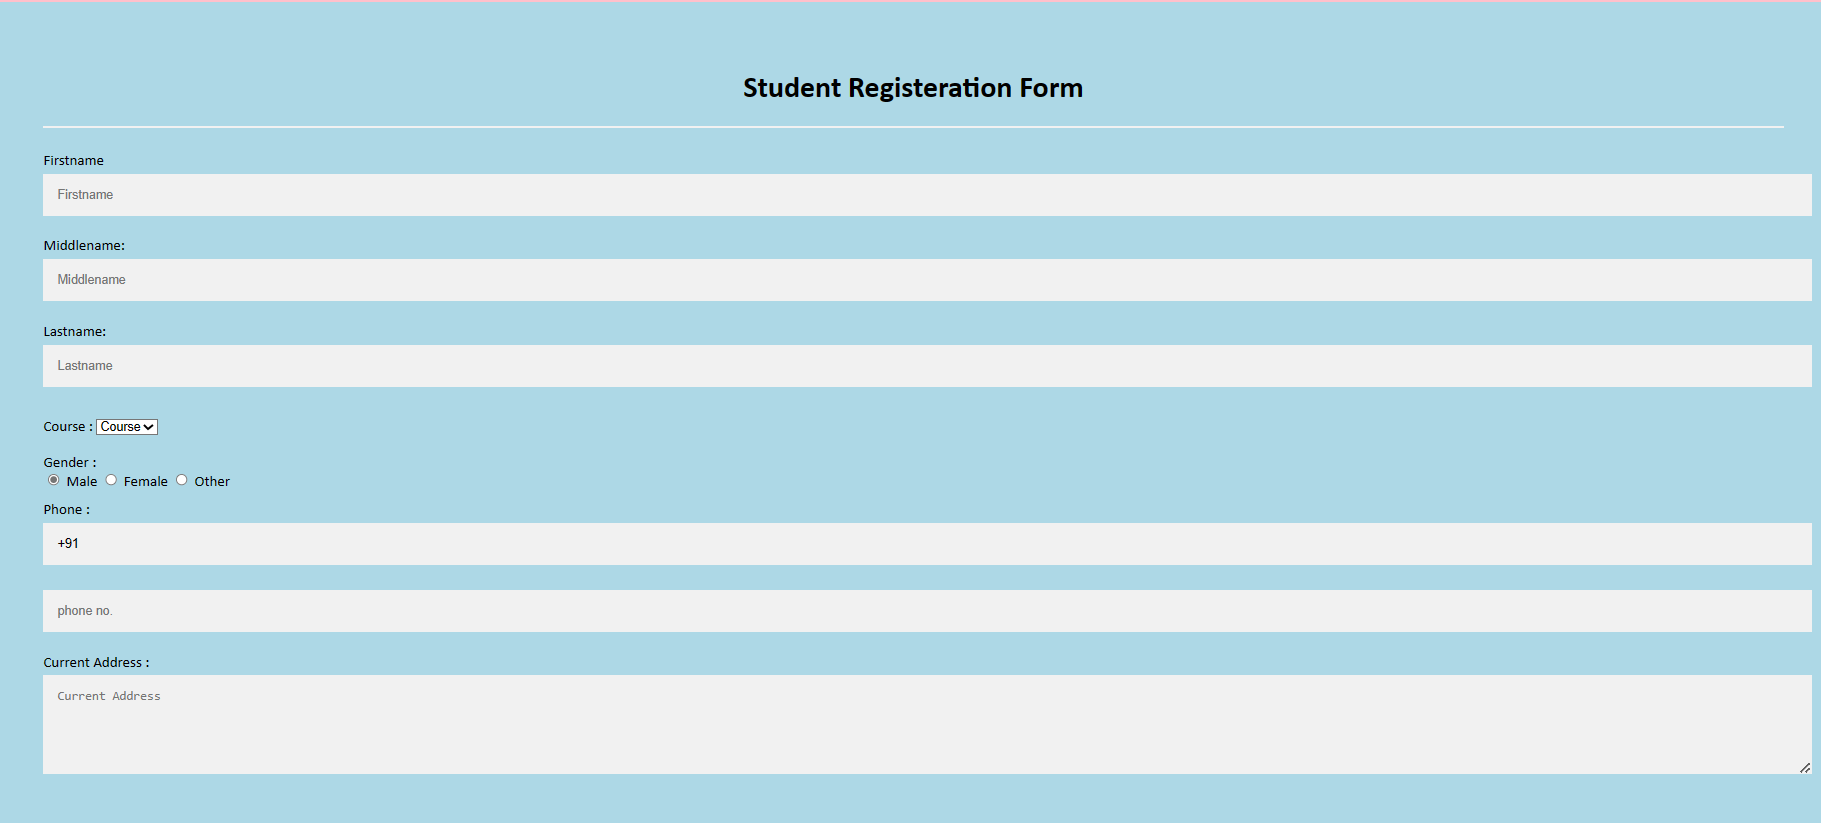 Student Registeration Form
Firstname
Firstname
Middlename:
Middlename
Lastname:
Lastname
Course : Course
Gender :
Male Female Other
Phone :
+91
phone no.
Current Address :
Current Address